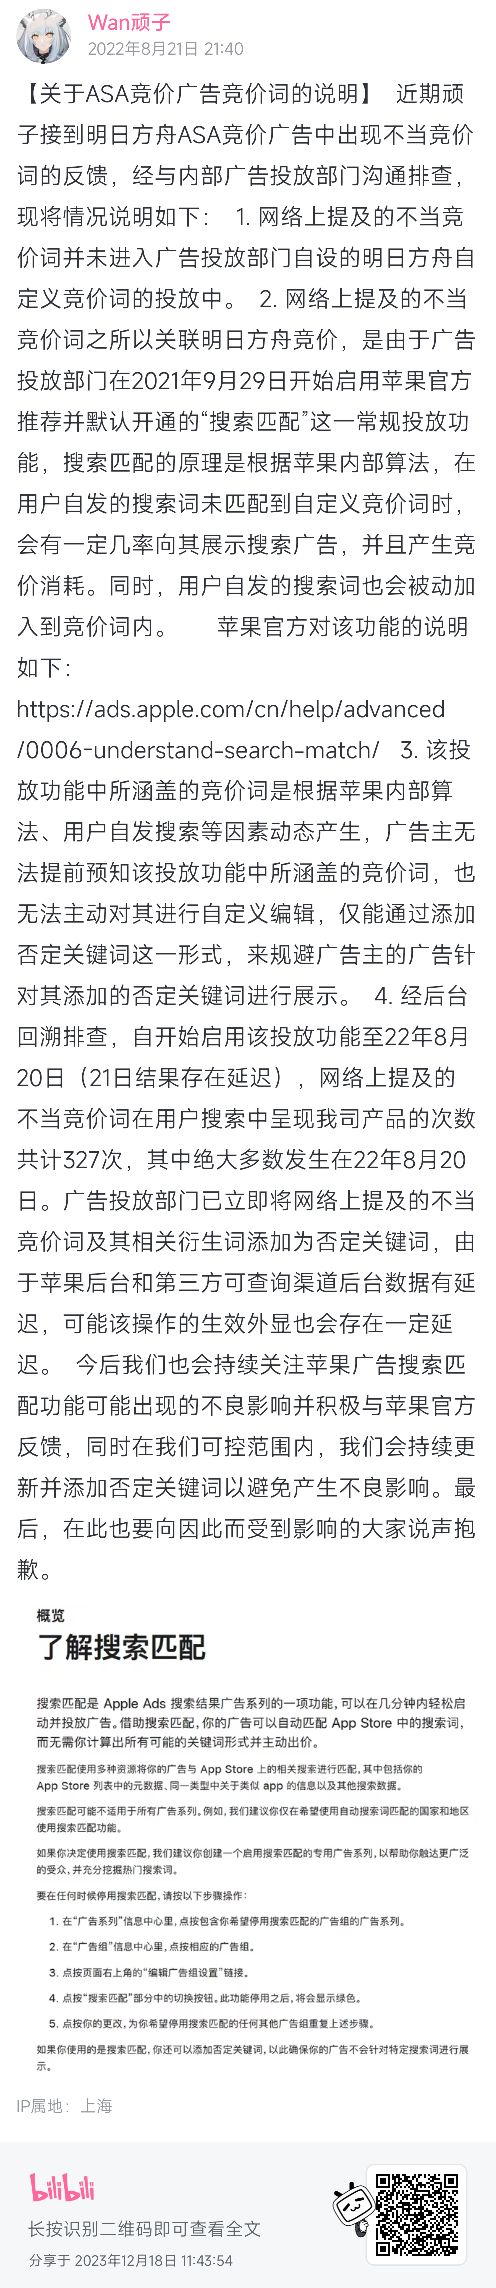 Wan顽子
2022年8月21日 21:40
【关于ASA竞价广告竞价词的说明】 近期顽
子接到明日方舟ASA竞价广告中出现不当竞价
词的反馈，经与内部广告投放部门沟通排查，
现将情况说明如下： 1. 网络上提及的不当竞
价词并未进入广告投放部门自设的明日方舟自
定义竞价词的投放中。 2. 网络上提及的不当
竞价词之所以关联明日方舟竞价，是由于广告
投放部门在2021年9月29日开始启用苹果官方
推荐并默认开通的“搜索匹配”这一常规投放功
能，搜索匹配的原理是根据苹果内部算法，在
用户自发的搜索词未匹配到自定义竞价词时，
会有一定几率向其展示搜索广告，并且产生竞
价消耗。同时，用户自发的搜索词也会被动加
入到竞价词内。 苹果官方对该功能的说明
如下：
https://ads.apple.com/cn/help/advanced
/0006-understand-search-match/ 3. 该投
放功能中所涵盖的竞价词是根据苹果内部算
法、用户自发搜索等因素动态产生，广告主无
法提前预知该投放功能中所涵盖的竞价词，也
无法主动对其进行自定义编辑，仅能通过添加
否定关键词这一形式，来规避广告主的广告针
对其添加的否定关键词进行展示。 4. 经后台
回溯排查，自开始启用该投放功能至22年8月
20日（21日结果存在延迟），网络上提及的
不当竞价词在用户搜索中呈现我司产品的次数
共计327次，其中绝大多数发生在22年8月20
日。广告投放部门已立即将网络上提及的不当
竞价词及其相关衍生词添加为否定关键词，由
于苹果后台和第三方可查询渠道后台数据有延
迟，可能该操作的生效外显也会存在一定延
迟。 今后我们也会持续关注苹果广告搜索匹
配功能可能出现的不良影响并积极与苹果官方
反馈，同时在我们可控范围内，我们会持续更
新并添加否定关键词以避免产生不良影响。最
后，在此也要向因此而受到影响的大家说声抱
歉。
概览
了解搜索匹配
搜索匹配是 Apple Ads 搜索结果广告系列的一项功能，可以在几分钟内轻松启
动并投放广告。借助搜索匹配，你的广告可以自动匹配 App Store 中的搜索词，
而无需你计算出所有可能的关键词形式并主动出价。
搜索匹配使用多种资源将你的广告与 App Store 上的相关搜索进行匹配，其中包括你的
App Store 列表中的元数据、同一类型中关于类似 app 的信息以及其他搜索数据。
搜索匹配可能不适用于所有广告系列。例如，我们建议你仅在希望使用自动搜索词匹配的国家和地区
使用搜索匹配功能。
如果你决定使用搜索匹配，我们建议你创建一个启用搜索匹配的专用广告系列，以帮助你触达更广泛
的受众，并充分挖掘热门搜索词。
要在任何时候停用搜索匹配，请按以下步骤操作：
1. 在“广告系列”信息中心里，点按包含你希望停用搜索匹配的广告组的广告系列。
2. 在“广告组”信息中心里，点按相应的广告组。
3. 点按页面右上角的“编辑广告组设置”链接。
4. 点按“搜索匹配”部分中的切换按钮。此功能停用之后，将会显示绿色。
5. 点按你的更改，为你希望停用搜索匹配的任何其他广告组重复上述步骤。
如果你使用的是搜索匹配，你还可以添加否定关键词，以此确保你的广告不会针对特定搜索词进行展
示。
IP属地：上海
bilibili
长按识别二维码即可查看全文
分享于 2023年12月18日 11:43:54